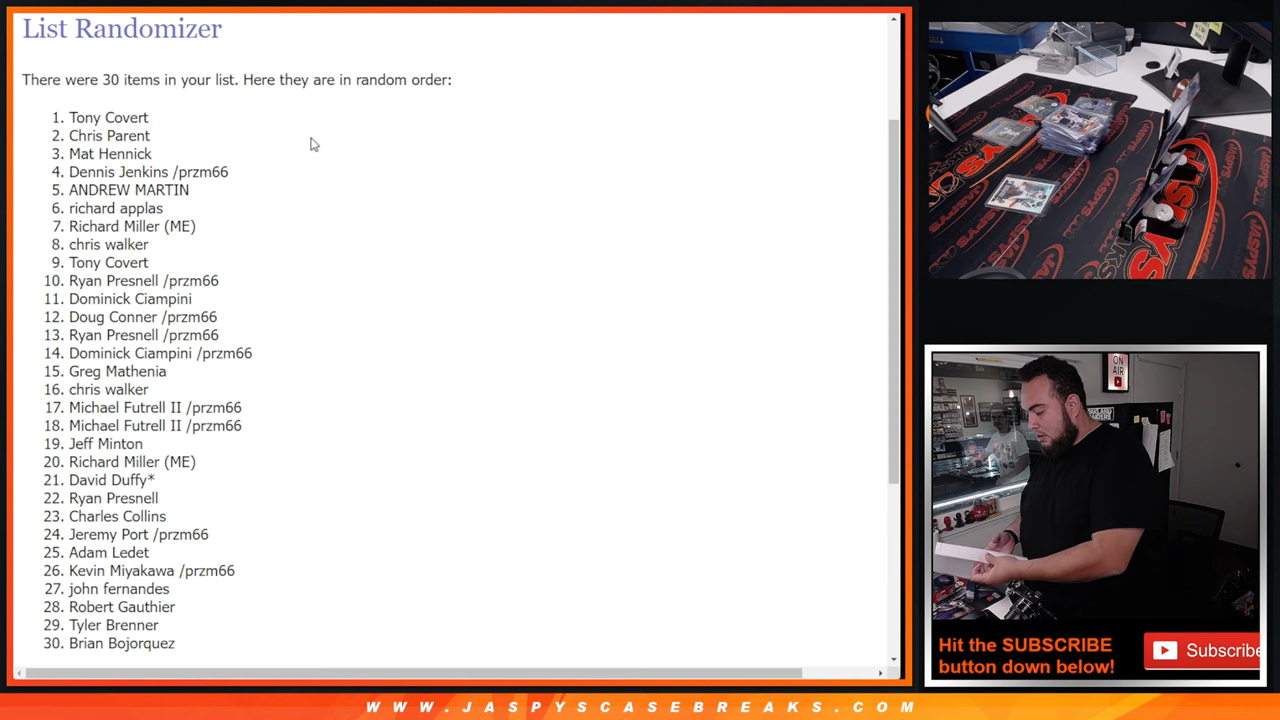 List Randomizer
There were 30 items in your list. Here they are in random order:
1. Tony Covert
2. Chris Parent
3. Mat Hennick
4. Dennis Jenkins /przm66
5. ANDREW MARTIN
6. richard applas
7. Richard Miller (ME)
8. chris walker
9. Tony Covert
10. Ryan Presnell /przm66
11. Dominick Ciampini
12. Doug Conner /przm66
13. Ryan Presnell /przm66
14. Dominick Ciampini /przm66
15. Greg Mathenia
16. chris walker
17. Michael Futrell II /przm66
18. Michael Futrell II /przm66
19. Jeff Minton
20. Richard Miller (ME)
21. David Duffy*
22. Ryan Presnell
23. Charles Collins
24. Jeremy Port /przm66
25. Adam Ledet
26. Kevin Miyakawa /przm66
27. john fernandes
28. Robert Gauthier
29. Tyler Brenner
30. Brian Bojorquez
JASPYS
ON
AIR
Hit the SUBSCRIBE
button down below!
Subscribe
WWW.JASPYSCASEBREAKS.COM